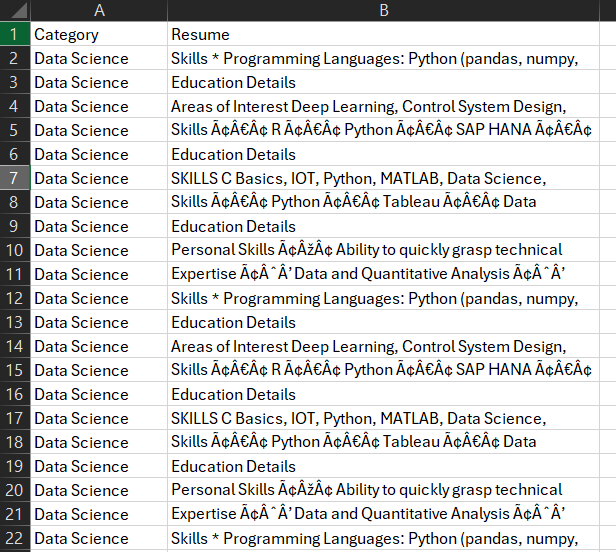 A B
1 Category Resume
2 Data Science Skills * Programming Languages: Python (pandas, numpy,
3 Data Science Education Details
4 Data Science Areas of Interest Deep Learning, Control System Design,
5 Data Science Skills Ã¢Â€Â¢ R Ã¢Â€Â¢ Python Ã¢Â€Â¢ SAP HANA Ã¢Â€Â¢
6 Data Science Education Details
7 Data Science SKILLS C Basics, IOT, Python, MATLAB, Data Science,
8 Data Science Skills Ã¢Â€Â¢ Python Ã¢Â€Â¢ Tableau Ã¢Â€Â¢ Data
9 Data Science Education Details
10 Data Science Personal Skills Ã¢ÂžÂ¢ Ability to quickly grasp technical
11 Data Science Expertise Ã¢ÂˆÂ’ Data and Quantitative Analysis Ã¢ÂˆÂ’
12 Data Science Skills * Programming Languages: Python (pandas, numpy,
13 Data Science Education Details
14 Data Science Areas of Interest Deep Learning, Control System Design,
15 Data Science Skills Ã¢Â€Â¢ R Ã¢Â€Â¢ Python Ã¢Â€Â¢ SAP HANA Ã¢Â€Â¢
16 Data Science Education Details
17 Data Science SKILLS C Basics, IOT, Python, MATLAB, Data Science,
18 Data Science Skills Ã¢Â€Â¢ Python Ã¢Â€Â¢ Tableau Ã¢Â€Â¢ Data
19 Data Science Education Details
20 Data Science Personal Skills Ã¢ÂžÂ¢ Ability to quickly grasp technical
21 Data Science Expertise Ã¢ÂˆÂ’ Data and Quantitative Analysis Ã¢ÂˆÂ’
22 Data Science Skills * Programming Languages: Python (pandas, numpy,